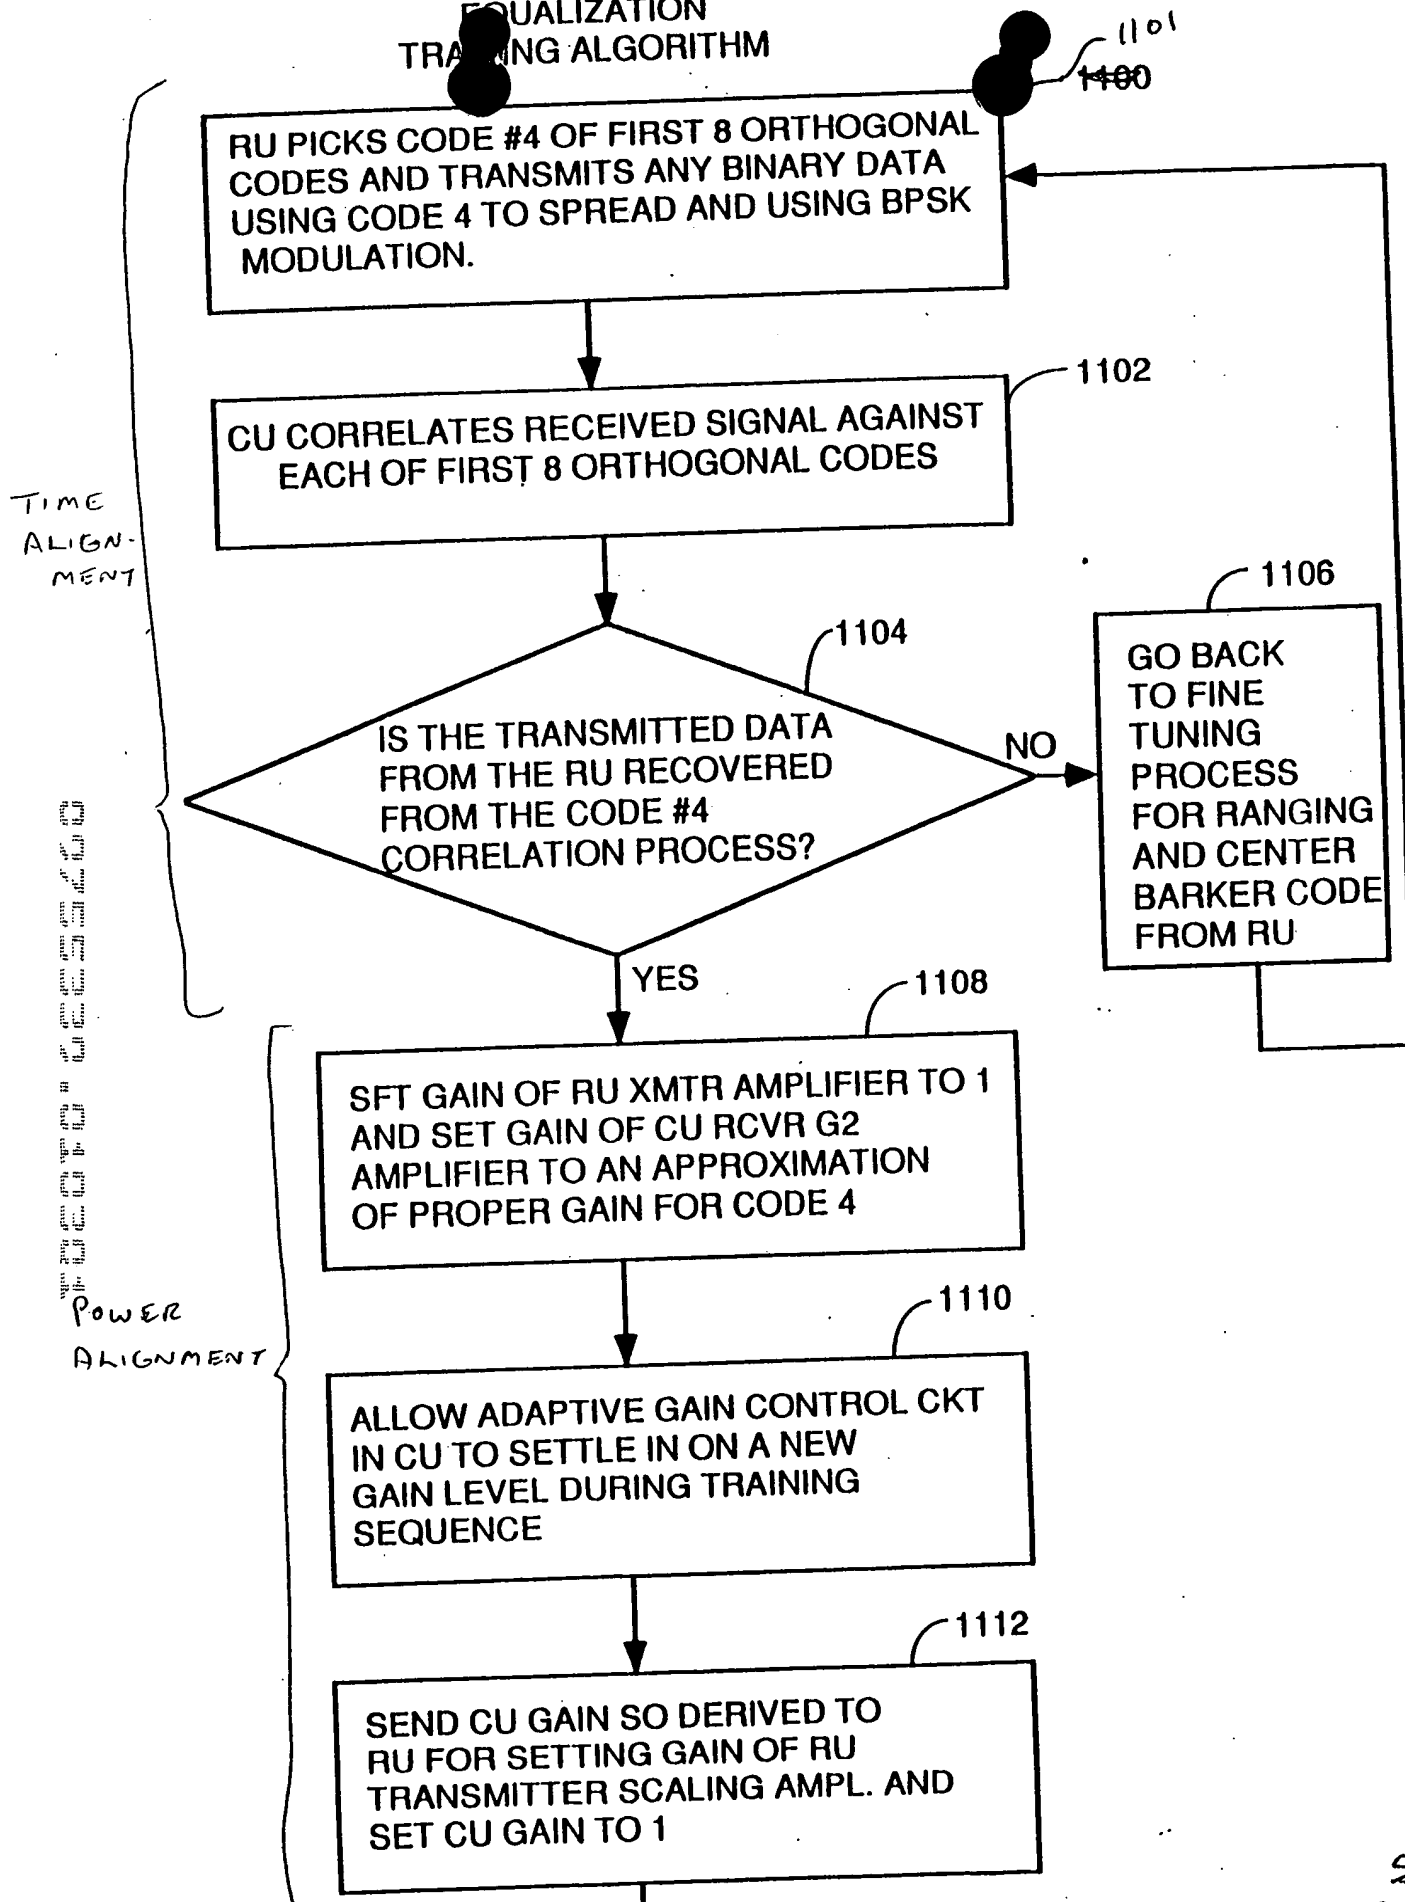 EQUALIZATION
TRAINING ALGORITHM
1101
1100
RU PICKS CODE #4 OF FIRST 8 ORTHOGONAL
CODES AND TRANSMITS ANY BINARY DATA
USING CODE 4 TO SPREAD AND USING BPSK
MODULATION.
1102
CU CORRELATES RECEIVED SIGNAL AGAINST
EACH OF FIRST 8 ORTHOGONAL CODES
TIME
ALIGN-
MENT
1104
IS THE TRANSMITTED DATA
FROM THE RU RECOVERED
FROM THE CODE #4
CORRELATION PROCESS?
NO
1106
GO BACK
TO FINE
TUNING
PROCESS
FOR RANGING
AND CENTER
BARKER CODE
FROM RU
YES
1108
SFT GAIN OF RU XMTR AMPLIFIER TO 1
AND SET GAIN OF CU RCVR G2
AMPLIFIER TO AN APPROXIMATION
OF PROPER GAIN FOR CODE 4
POWER
ALIGNMENT
1110
ALLOW ADAPTIVE GAIN CONTROL CKT
IN CU TO SETTLE IN ON A NEW
GAIN LEVEL DURING TRAINING
SEQUENCE
1112
SEND CU GAIN SO DERIVED TO
RU FOR SETTING GAIN OF RU
TRANSMITTER SCALING AMPL. AND
SET CU GAIN TO 1